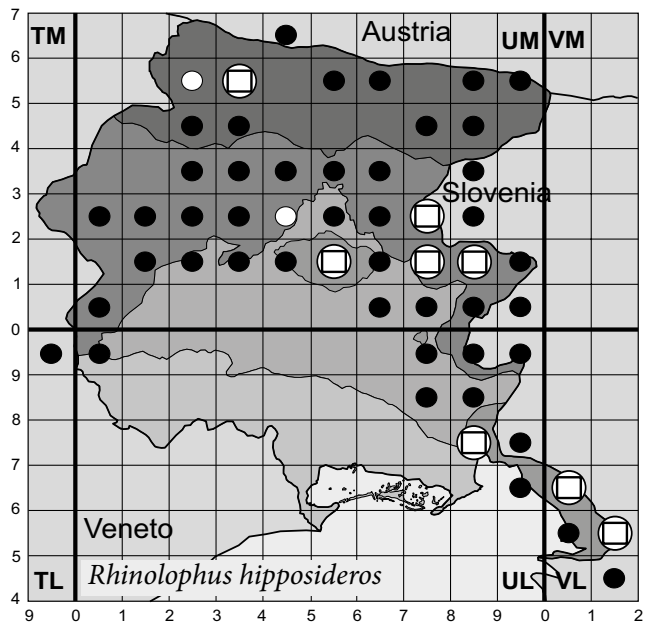 7
TM Austria UM VM
6
5
4
3
Slovenia
2
1
0
9
8
7
6
Veneto
5
TL Rhinolophus hipposideros UL VL
4
9 0 1 2 3 4 5 6 7 8 9 0 1 2